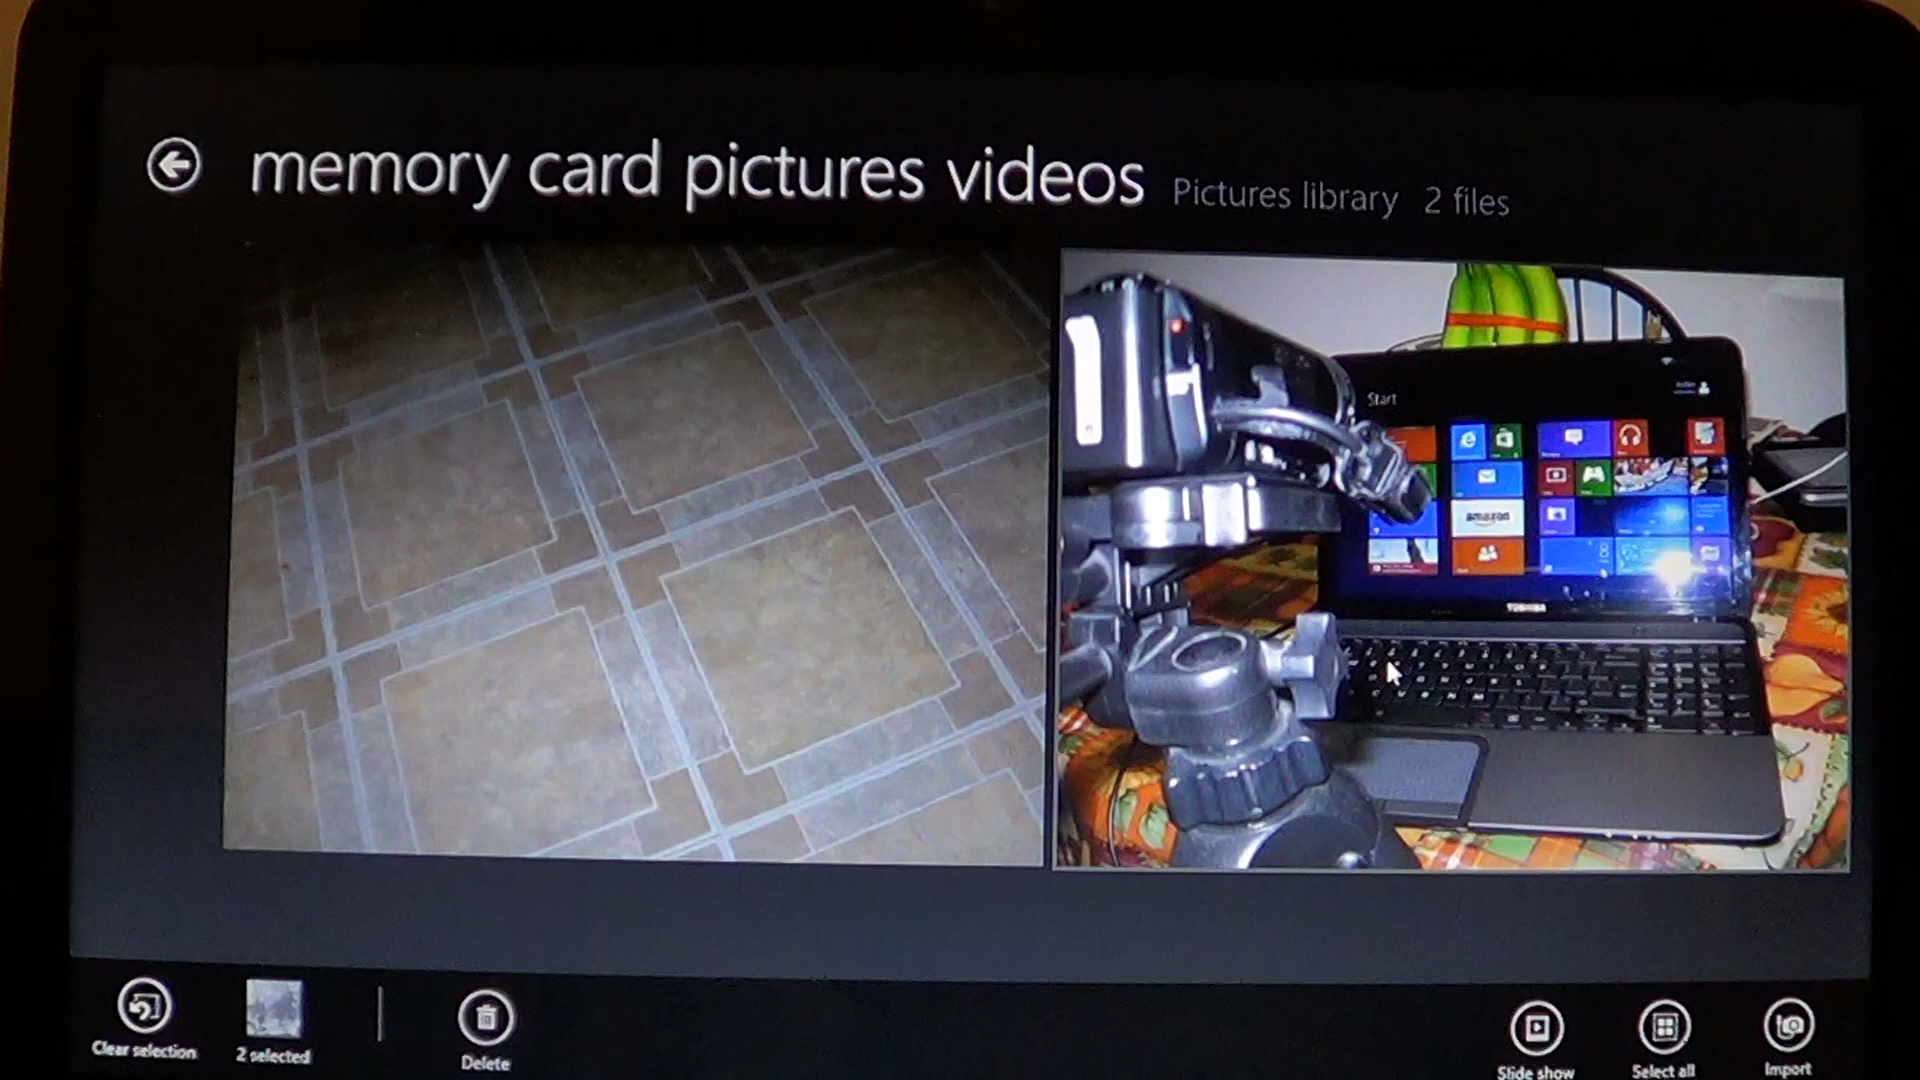 memory card pictures videos Pictures library 2 files
Start
amazon
TOSHIBA
Clear selection
2 selected
Delete
Slide show
Select all
Import